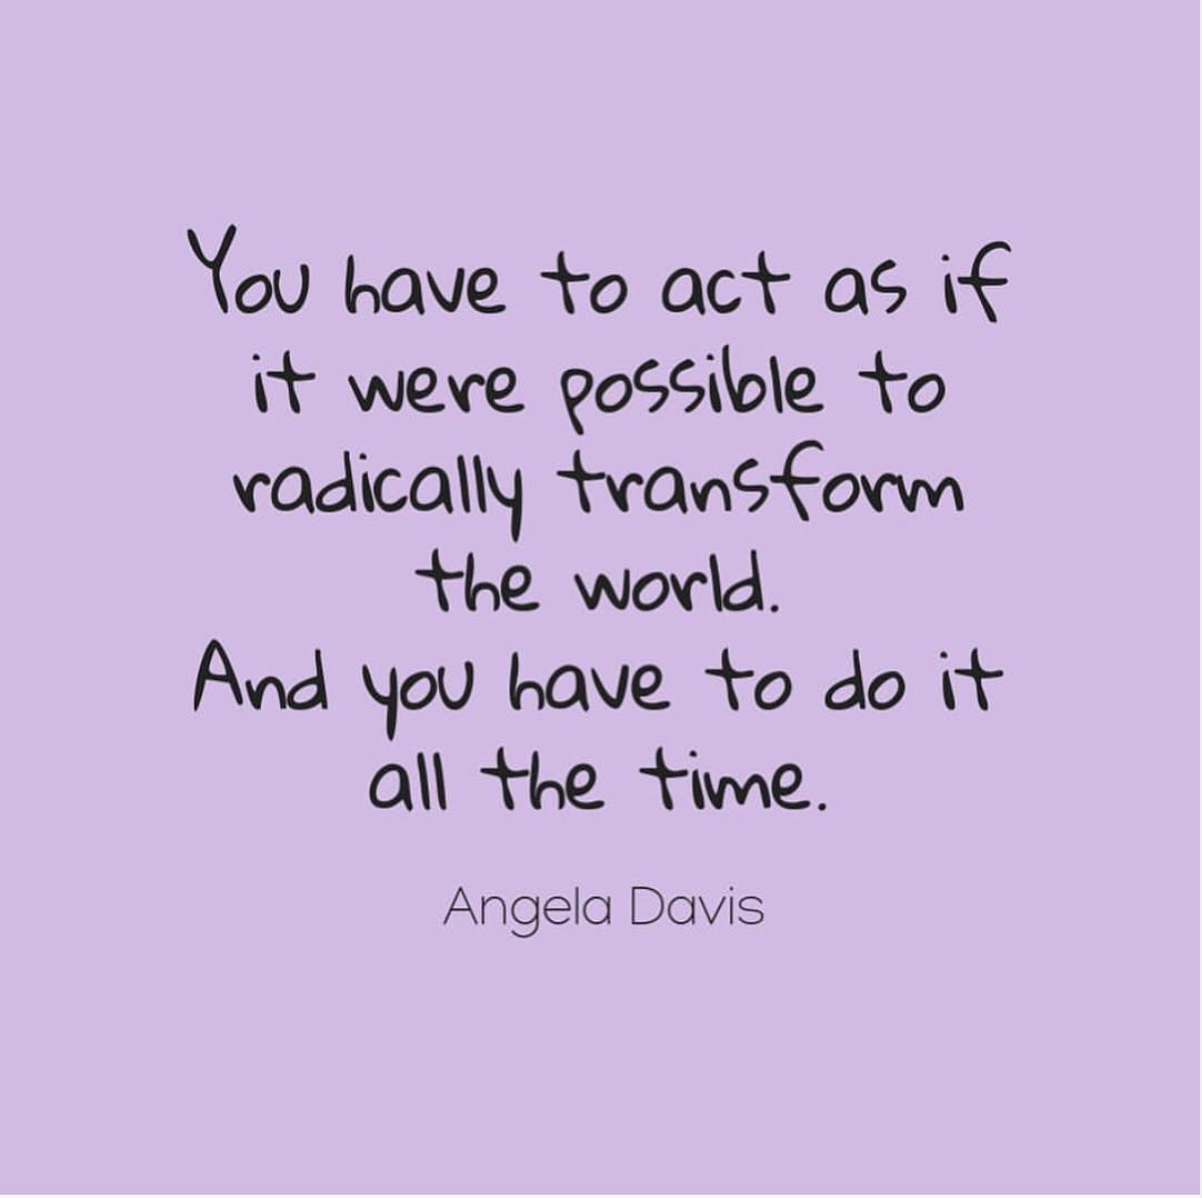 You have to act as if
it were possible to
radically transform
the world.
And you have to do it
all the time.
Angela Davis